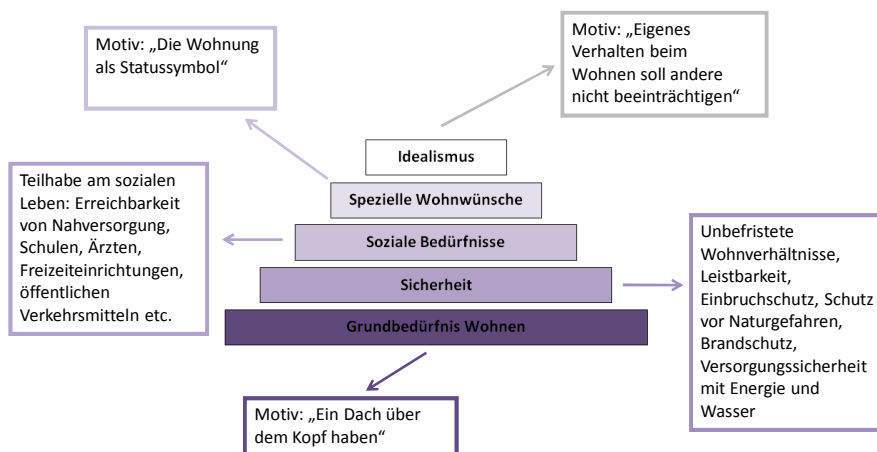 Motiv: „Die Wohnung
als Statussymbol“
Motiv: „Eigenes
Verhalten beim
Wohnen soll andere
nicht beeinträchtigen“
Idealismus
Spezielle Wohnwünsche
Soziale Bedürfnisse
Sicherheit
Grundbedürfnis Wohnen
Teilhabe am sozialen
Leben: Erreichbarkeit
von Nahversorgung,
Schulen, Ärzten,
Freizeiteinrichtungen,
öffentlichen
Verkehrsmitteln etc.
Unbefristete
Wohnverhältnisse,
Leistbarkeit,
Einbruchschutz, Schutz
vor Naturgefahren,
Brandschutz,
Versorgungssicherheit
mit Energie und
Wasser
Motiv: „Ein Dach über
dem Kopf haben“